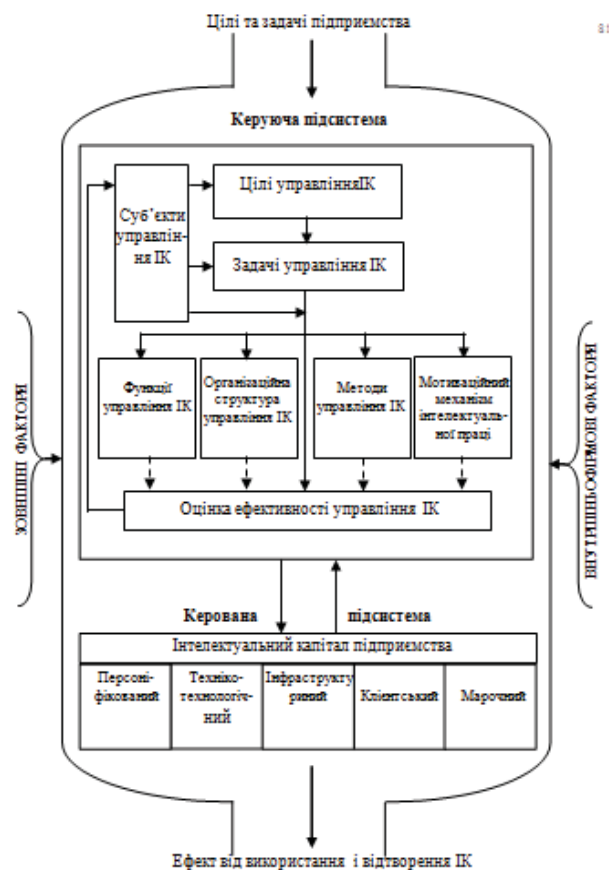 Цілі та задачі підприємства
Керуюча підсистема
Суб'єкти
управлін-
ня ІК
Цілі управлінняІК
Задачі управління ІК
Функції
управління ІК
Організаційна
структура
управління ІК
Методи
управління ІК
Мотиваційний
механізм
інтелектуаль-
ної праці
Оцінка ефективності управління ІК
ЗОВНІШНІ ФАКТОРИ
ВНУТРІШНЬОФІРМОВІ ФАКТОРИ
Керована підсистема
Інтелектуальний капітал підприємства
Персоні-
фікований
Техніко-
технологіч-
ний
Інфраструкту
риний
Клієнтський
Марочний
Ефект від використання і відтворення ІК